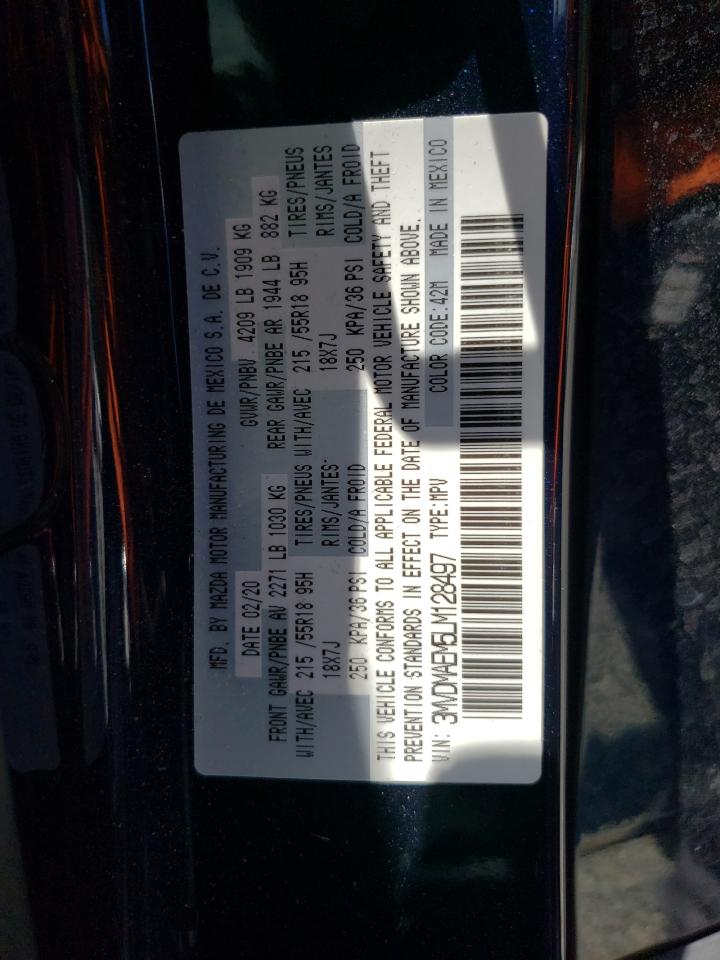 MFD. BY MAZDA MOTOR MANUFACTURING DE MEXICO S.A. DE C.V.
DATE 02/20 GVWR/PNBV 4209 LB 1909 KG
FRONT GAWR/PNBE AV 2271 LB 1030 KG REAR GAWR/PNBE AR 1944 LB 882 KG
WITH/AVEC 215 /55R18 95H TIRES/PNEUS WITH/AVEC 215 /55R18 95H TIRES/PNEUS
18X7J RIMS/JANTES 18X7J RIMS/JANTES
250 KPA/36 PSI COLD/A FROID 250 KPA/36 PSI COLD/A FROID
THIS VEHICLE CONFORMS TO ALL APPLICABLE FEDERAL MOTOR VEHICLE SAFETY AND THEFT
PREVENTION STANDARDS IN EFFECT ON THE DATE OF MANUFACTURE SHOWN ABOVE.
VIN: 3MVDMAEM5LM128497 TYPE:MPV COLOR CODE:42M MADE IN MEXICO